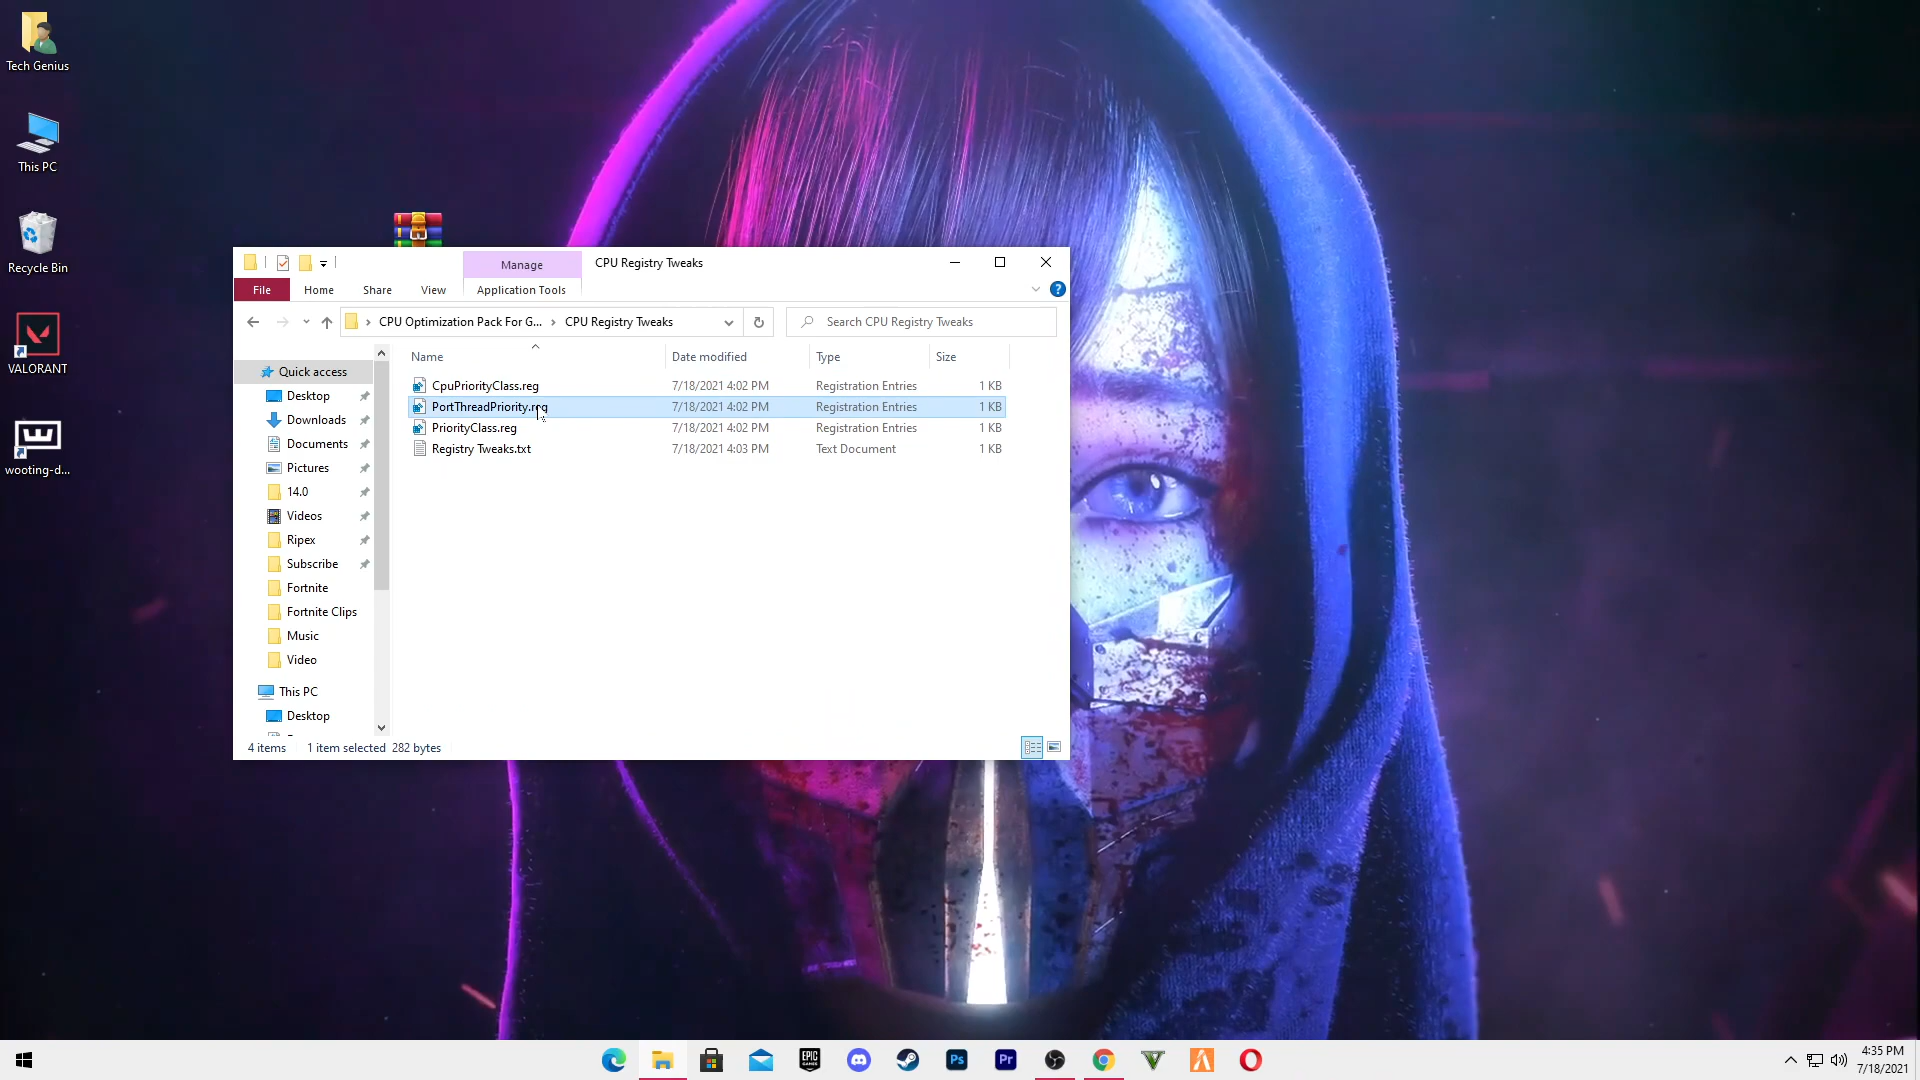 Tech Genius
This PC
Recycle Bin
VALORANT
wooting-d...
Manage
CPU Registry Tweaks
File
Home
Share
View
Application Tools
CPU Optimization Pack For G...
CPU Registry Tweaks
Search CPU Registry Tweaks
Name
Date modified
Type
Size
CpuPriorityClass.reg
7/18/2021 4:02 PM
Registration Entries
1 KB
PortThreadPriority.reg
7/18/2021 4:02 PM
Registration Entries
1 KB
PriorityClass.reg
7/18/2021 4:02 PM
Registration Entries
1 KB
Registry Tweaks.txt
7/18/2021 4:03 PM
Text Document
1 KB
Quick access
Desktop
Downloads
Documents
Pictures
14.0
Videos
Ripex
Subscribe
Fortnite
Fortnite Clips
Music
Video
This PC
Desktop
4 items
1 item selected 282 bytes
EPIC
GAMES
Ps
Pr
4:35 PM
7/18/2021